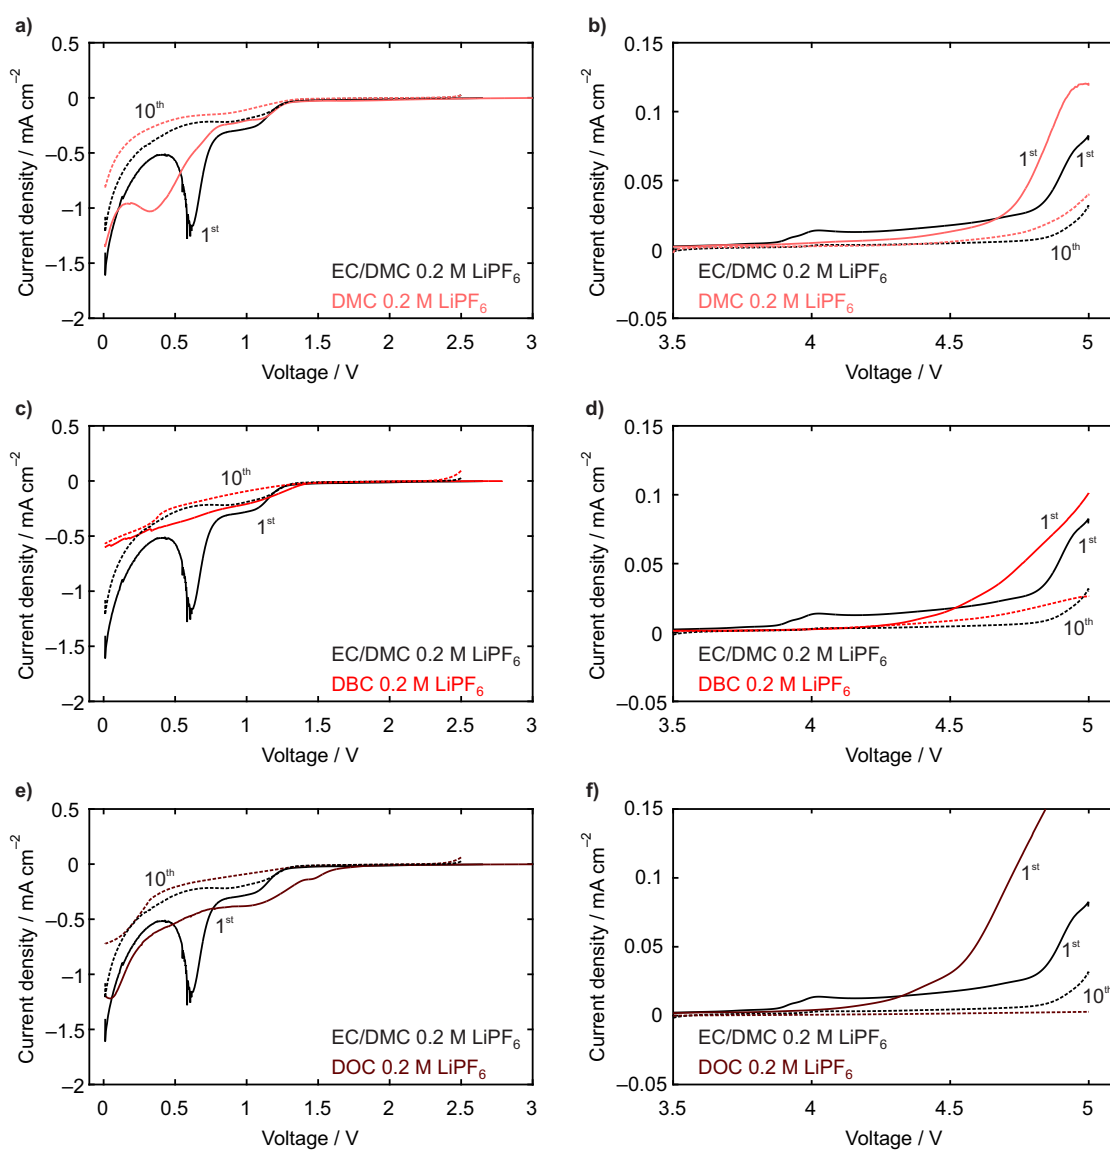 a)
0.5
0
−0.5
−1
−1.5
−2
Current density / mA cm⁻²
10ᵗʰ
1ˢᵗ
EC/DMC 0.2 M LiPF₆
DMC 0.2 M LiPF₆
0 0.5 1 1.5 2 2.5 3
Voltage / V
b)
0.15
0.1
0.05
0
−0.05
Current density / mA cm⁻²
1ˢᵗ
1ˢᵗ
10ᵗʰ
EC/DMC 0.2 M LiPF₆
DMC 0.2 M LiPF₆
3.5 4 4.5 5
Voltage / V
c)
0.5
0
−0.5
−1
−1.5
−2
Current density / mA cm⁻²
10ᵗʰ
1ˢᵗ
EC/DMC 0.2 M LiPF₆
DBC 0.2 M LiPF₆
0 0.5 1 1.5 2 2.5 3
Voltage / V
d)
0.15
0.1
0.05
0
−0.05
Current density / mA cm⁻²
1ˢᵗ
1ˢᵗ
10ᵗʰ
EC/DMC 0.2 M LiPF₆
DBC 0.2 M LiPF₆
3.5 4 4.5 5
Voltage / V
e)
0.5
0
−0.5
−1
−1.5
−2
Current density / mA cm⁻²
10ᵗʰ
1ˢᵗ
EC/DMC 0.2 M LiPF₆
DOC 0.2 M LiPF₆
0 0.5 1 1.5 2 2.5 3
Voltage / V
f)
0.15
0.1
0.05
0
−0.05
Current density / mA cm⁻²
1ˢᵗ
1ˢᵗ
10ᵗʰ
EC/DMC 0.2 M LiPF₆
DOC 0.2 M LiPF₆
3.5 4 4.5 5
Voltage / V